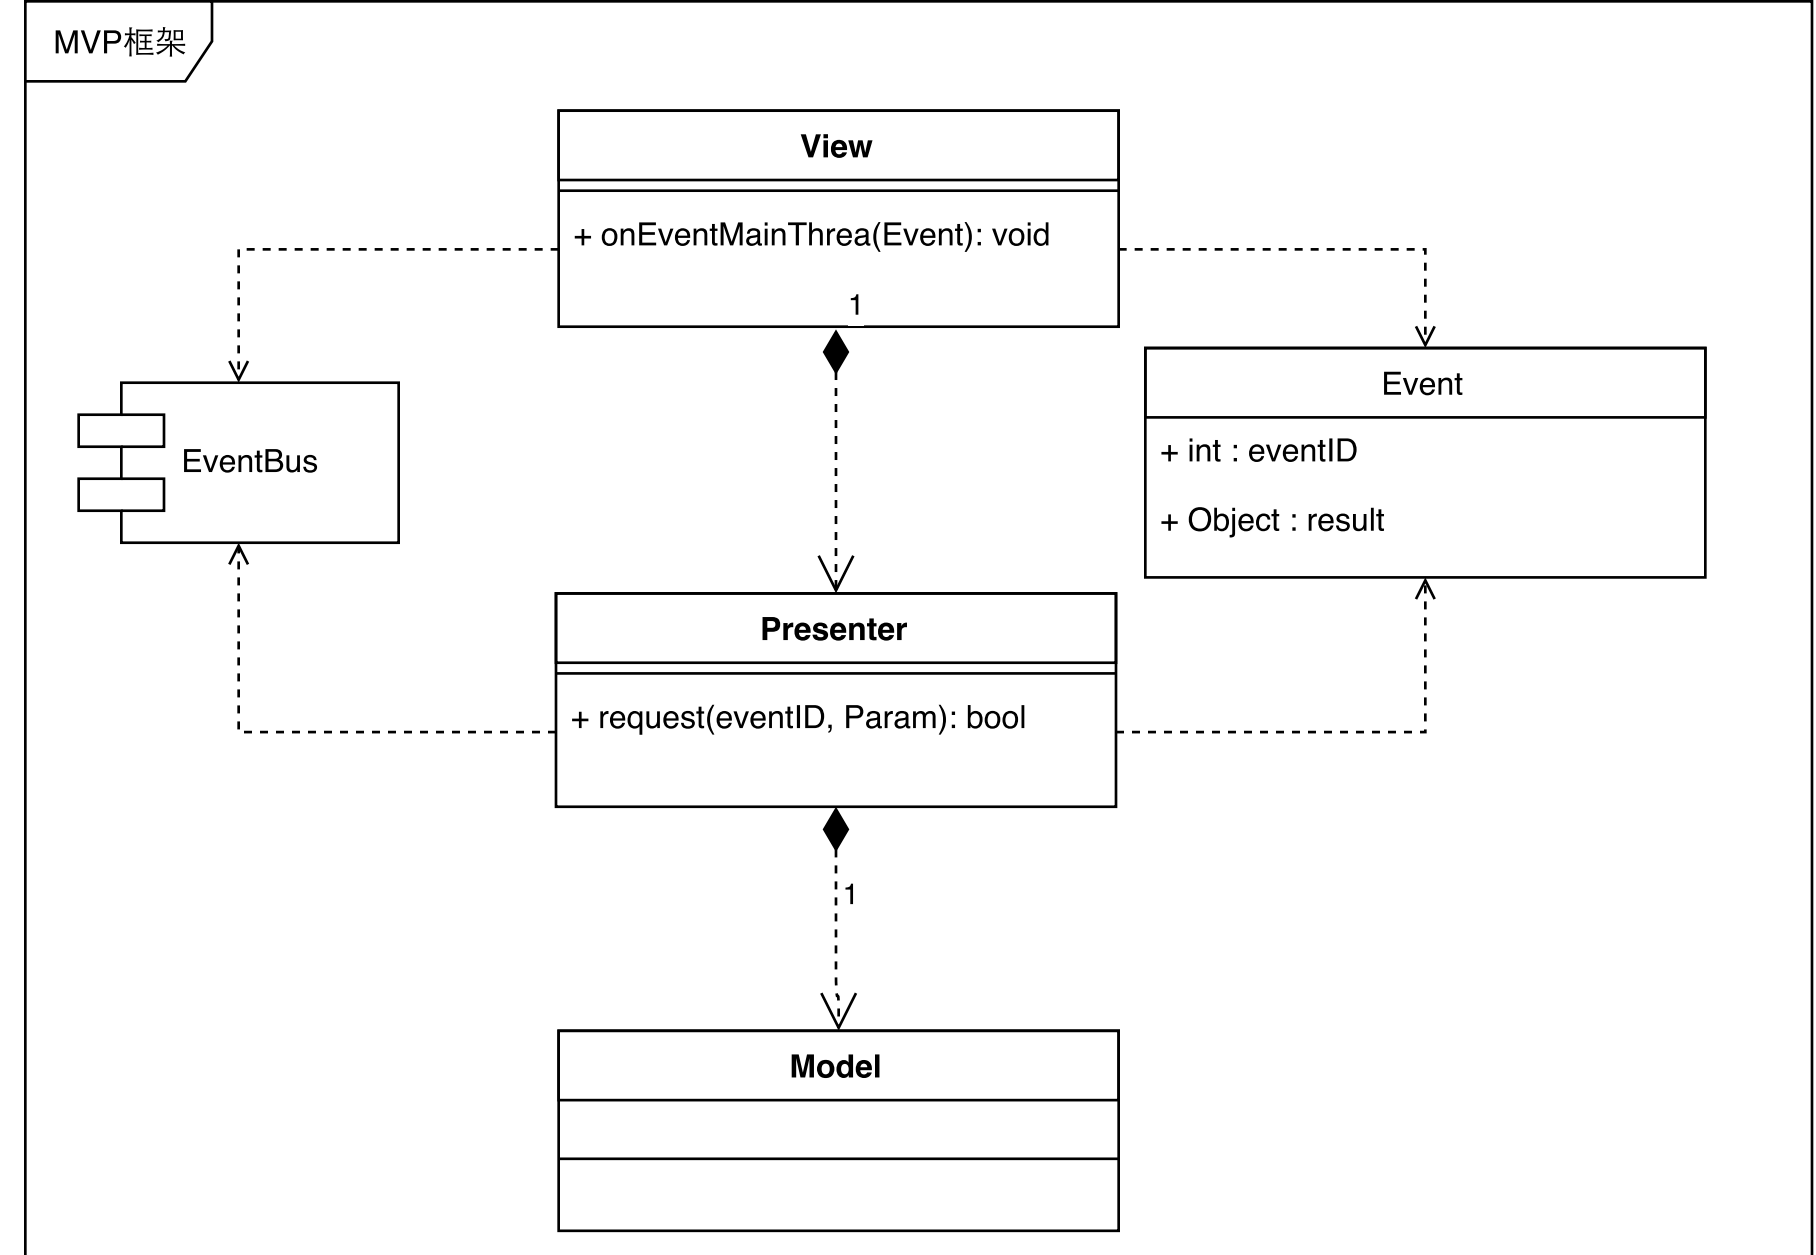 MVP框架
View
+ onEventMainThrea(Event): void
1
EventBus
Event
+ int : eventID
+ Object : result
Presenter
+ request(eventID, Param): bool
1
Model